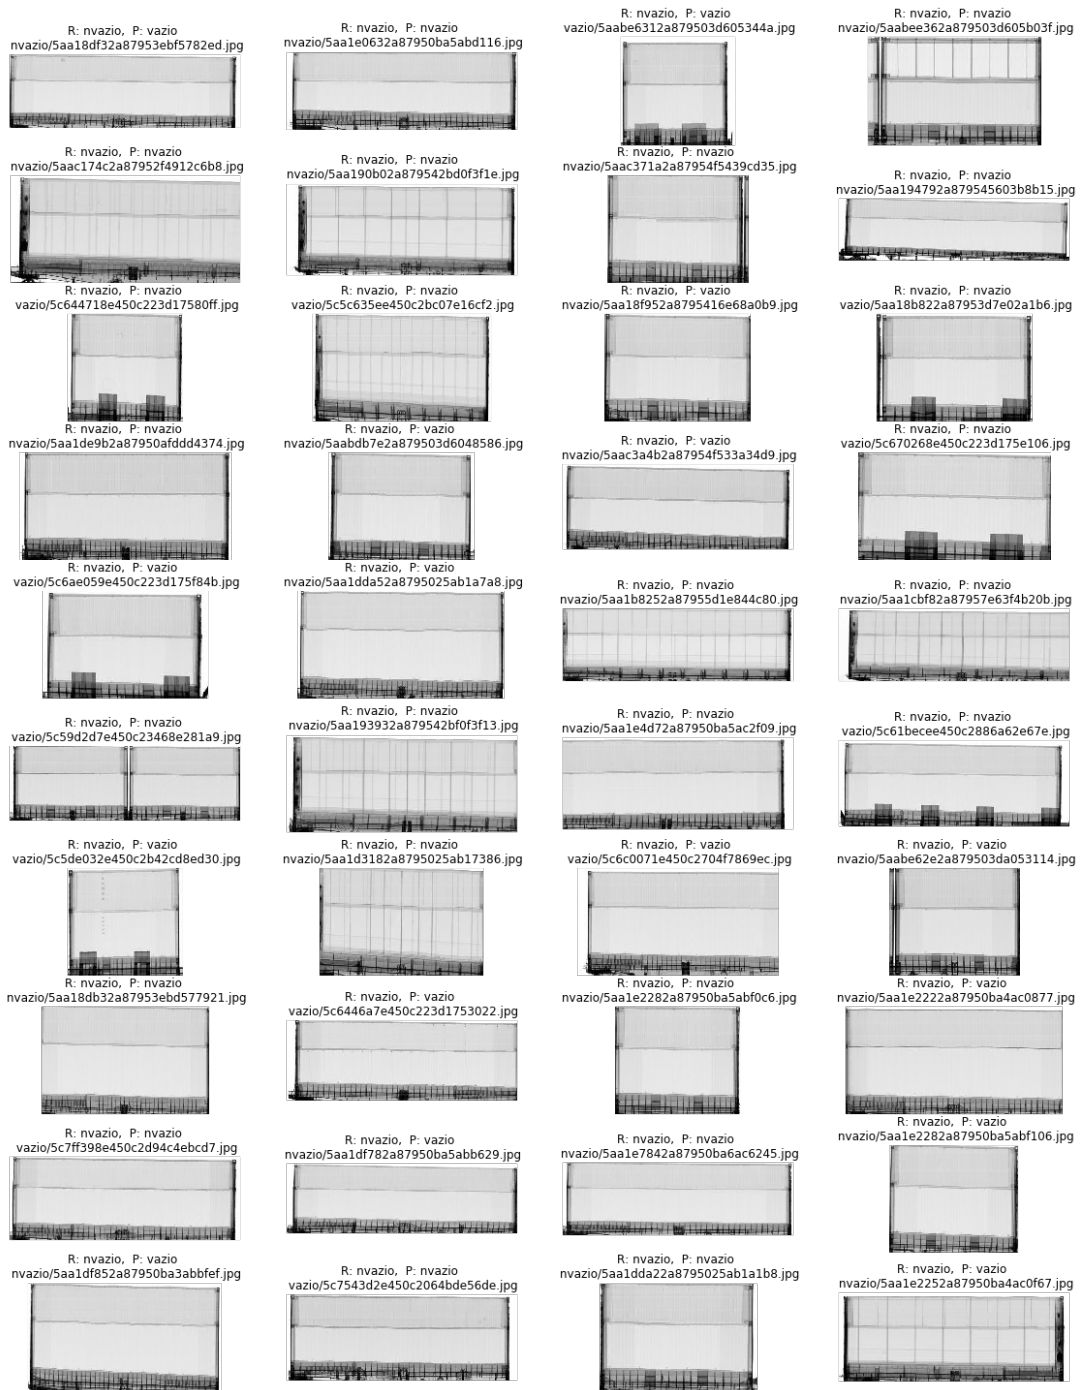 R: nvazio,  P: vazio
nvazio/5aa18df32a87953ebf5782ed.jpg
R: nvazio,  P: vazio
nvazio/5aa1e0632a87950ba5abd116.jpg
R: nvazio,  P: nvazio
vazio/5aabe6312a879503d605344a.jpg
R: nvazio,  P: nvazio
nvazio/5aabee362a879503d605b03f.jpg
R: nvazio,  P: nvazio
nvazio/5aac174c2a87952f4912c6b8.jpg
R: nvazio,  P: nvazio
nvazio/5aa190b02a879542bd0f3f1e.jpg
R: nvazio,  P: nvazio
nvazio/5aac371a2a87954f5439cd35.jpg
R: nvazio,  P: vazio
nvazio/5aa194792a879545603b8b15.jpg
R: nvazio,  P: nvazio
vazio/5c644718e450c223d17580ff.jpg
R: nvazio,  P: nvazio
vazio/5c5c635ee450c2bc07e16cf2.jpg
R: nvazio,  P: vazio
nvazio/5aa18f952a8795416e68a0b9.jpg
R: nvazio,  P: nvazio
vazio/5aa18b822a87953d7e02a1b6.jpg
R: nvazio,  P: vazio
nvazio/5aa1de9b2a87950afddd4374.jpg
R: nvazio,  P: vazio
nvazio/5aabdb7e2a879503d6048586.jpg
R: nvazio,  P: vazio
nvazio/5aac3a4b2a87954f533a34d9.jpg
R: nvazio,  P: nvazio
vazio/5c670268e450c223d175e106.jpg
R: nvazio,  P: nvazio
vazio/5c6ae059e450c223d175f84b.jpg
R: nvazio,  P: vazio
nvazio/5aa1dda52a8795025ab1a7a8.jpg
R: nvazio,  P: nvazio
nvazio/5aa1b8252a87955d1e844c80.jpg
R: nvazio,  P: nvazio
nvazio/5aa1cbf82a87957e63f4b20b.jpg
R: nvazio,  P: nvazio
vazio/5c59d2d7e450c23468e281a9.jpg
R: nvazio,  P: nvazio
nvazio/5aa193932a879542bf0f3f13.jpg
R: nvazio,  P: vazio
nvazio/5aa1e4d72a87950ba5ac2f09.jpg
R: nvazio,  P: nvazio
vazio/5c61becee450c2886a62e67e.jpg
R: nvazio,  P: nvazio
vazio/5c5de032e450c2b42cd8ed30.jpg
R: nvazio,  P: nvazio
nvazio/5aa1d3182a8795025ab17386.jpg
R: nvazio,  P: vazio
vazio/5c6c0071e450c2704f7869ec.jpg
R: nvazio,  P: nvazio
nvazio/5aabe62e2a879503da053114.jpg
R: nvazio,  P: vazio
nvazio/5aa18db32a87953ebd577921.jpg
R: nvazio,  P: vazio
vazio/5c6446a7e450c223d1753022.jpg
R: nvazio,  P: vazio
nvazio/5aa1e2282a87950ba5abf0c6.jpg
R: nvazio,  P: vazio
nvazio/5aa1e2222a87950ba4ac0877.jpg
R: nvazio,  P: vazio
vazio/5c7ff398e450c2d94c4ebcd7.jpg
R: nvazio,  P: vazio
nvazio/5aa1df782a87950ba5abb629.jpg
R: nvazio,  P: vazio
nvazio/5aa1e7842a87950ba6ac6245.jpg
R: nvazio,  P: vazio
nvazio/5aa1e2282a87950ba5abf106.jpg
R: nvazio,  P: vazio
nvazio/5aa1df852a87950ba3abbfef.jpg
R: nvazio,  P: vazio
vazio/5c7543d2e450c2064bde56de.jpg
R: nvazio,  P: nvazio
nvazio/5aa1dda22a8795025ab1a1b8.jpg
R: nvazio,  P: nvazio
nvazio/5aa1e2252a87950ba4ac0f67.jpg